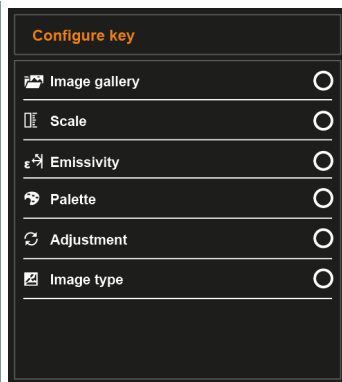 Configure key
Image gallery
Scale
ε Emissivity
Palette
Adjustment
Image type